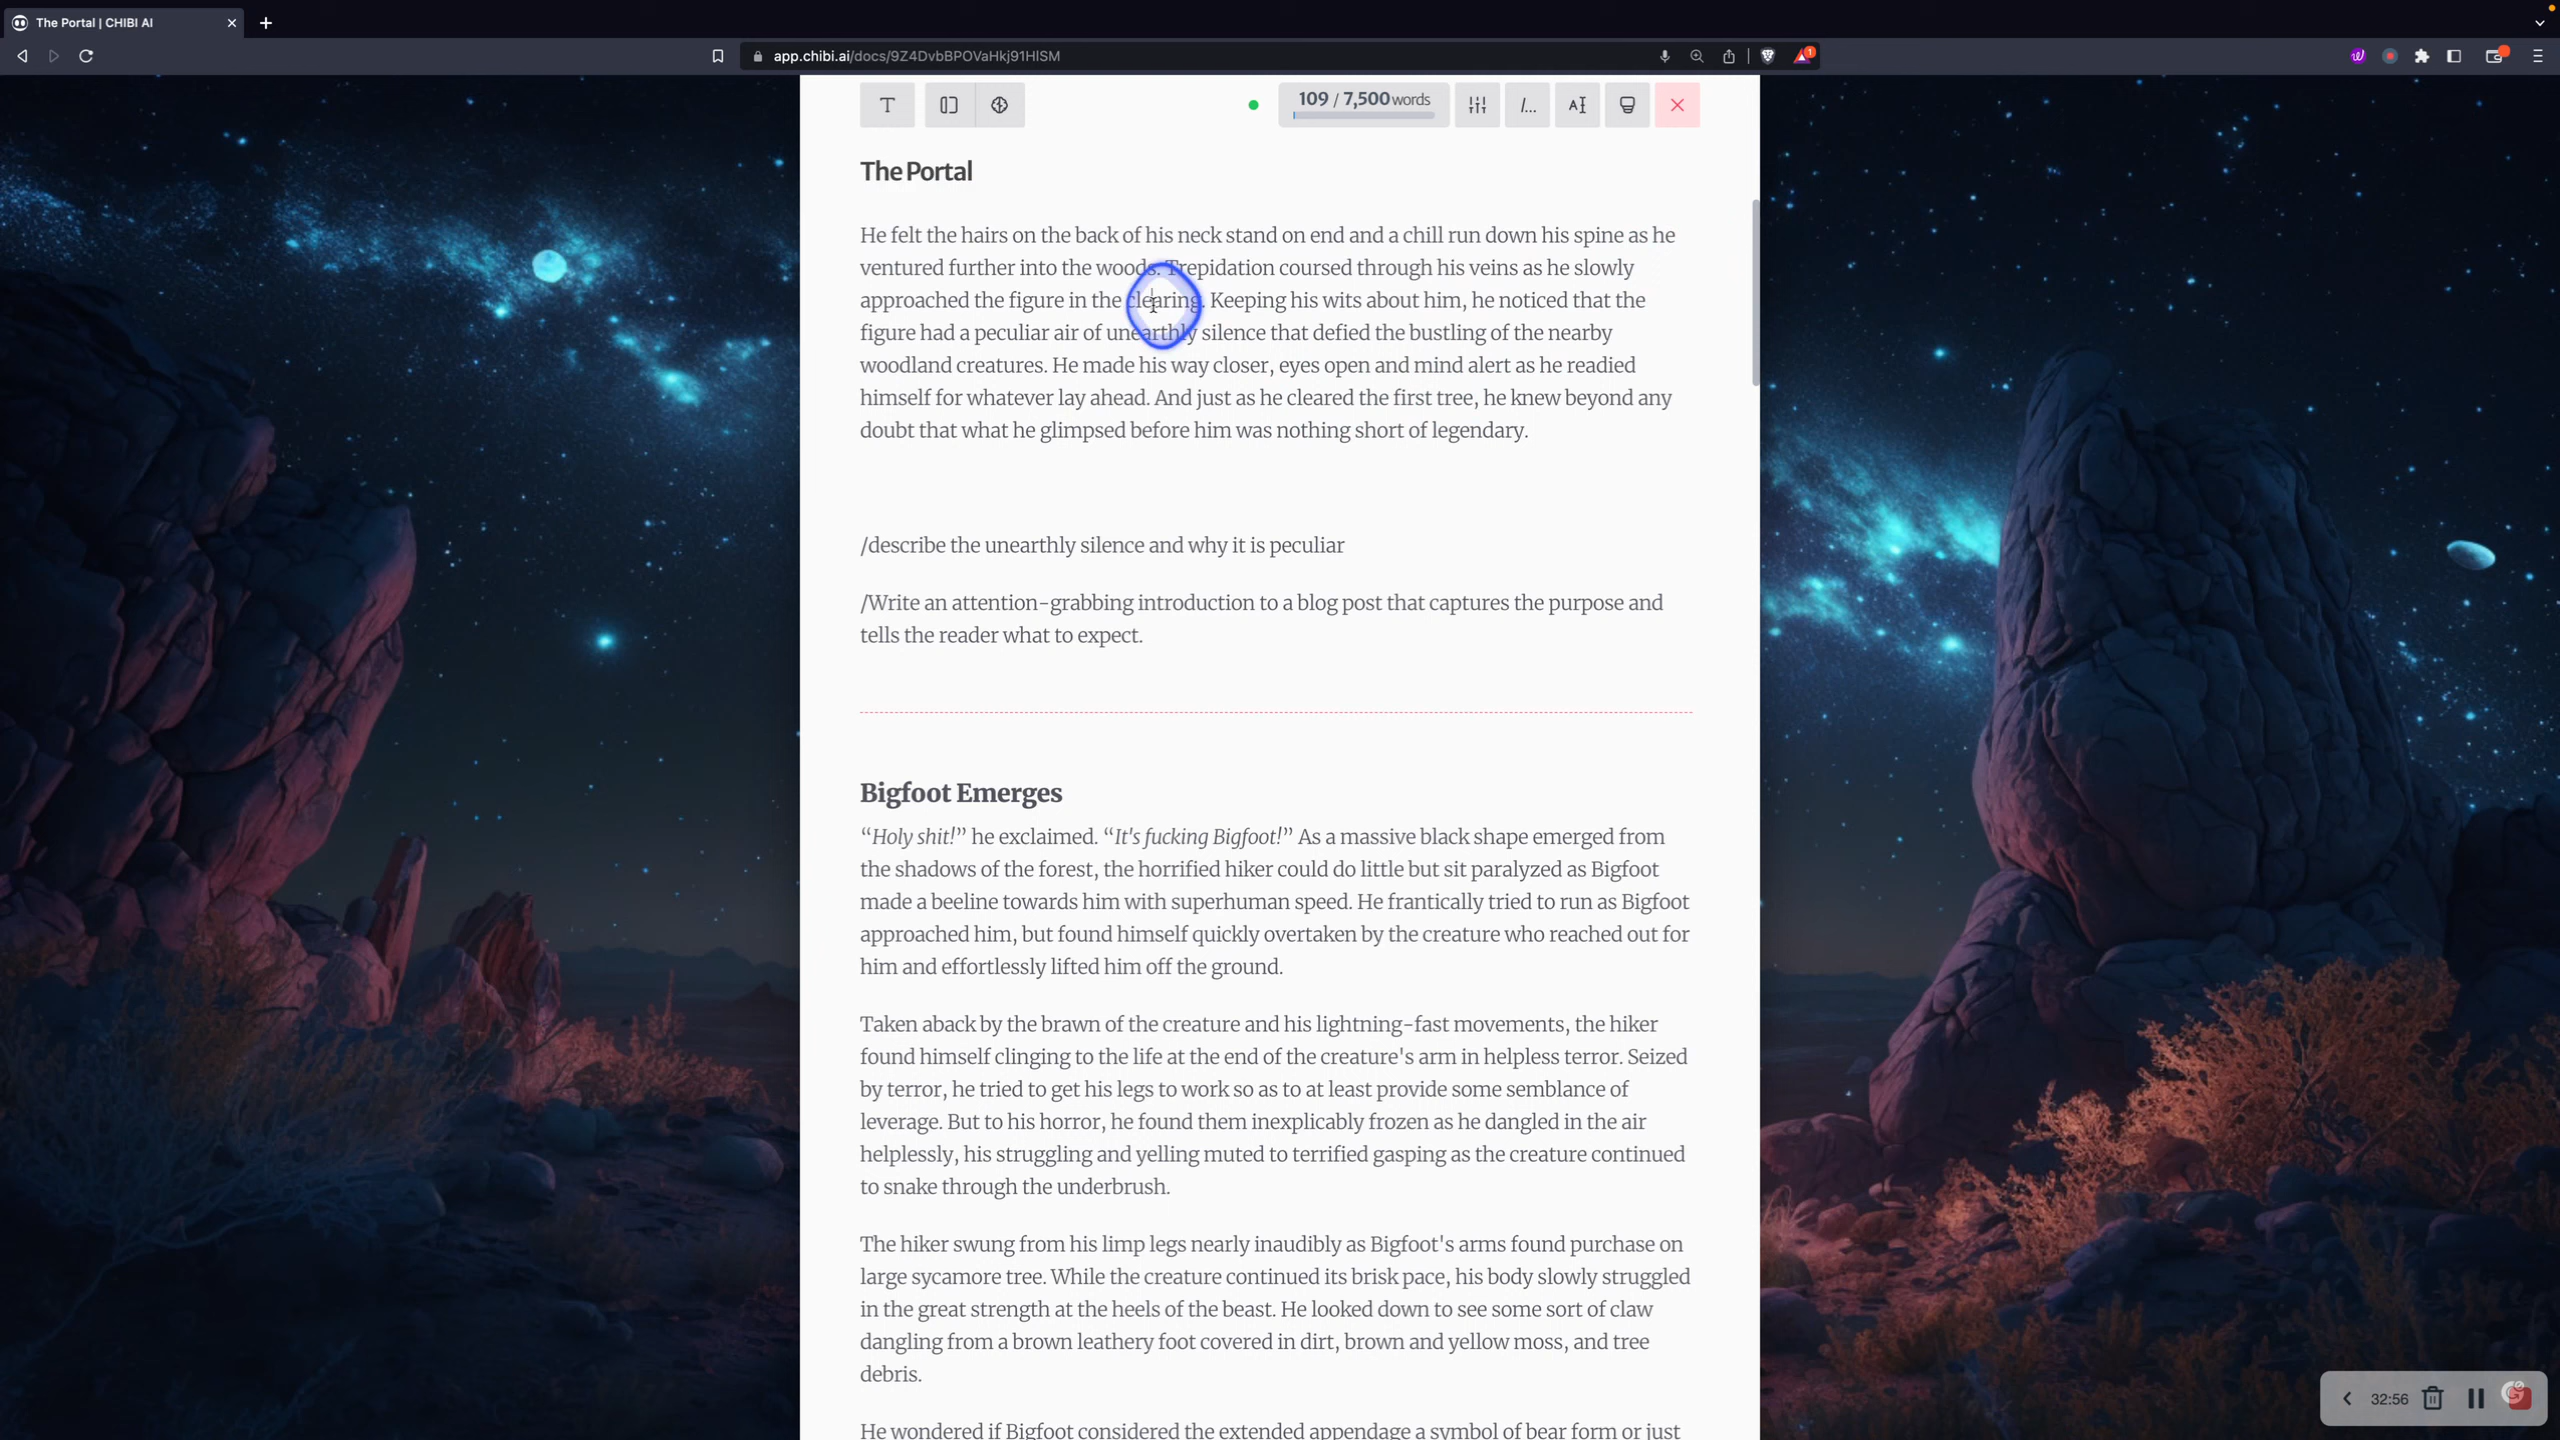 The Portal | CHIBI AI
app.chibi.ai/docs/9Z4DvbBPOVaHkj91HlSM
1
T
109 / 7,500 words
/...
AI
The Portal
He felt the hairs on the back of his neck stand on end and a chill run down his spine as he
ventured further into the woods. Trepidation coursed through his veins as he slowly
approached the figure in the clearing. Keeping his wits about him, he noticed that the
figure had a peculiar air of unearthly silence that defied the bustling of the nearby
woodland creatures. He made his way closer, eyes open and mind alert as he readied
himself for whatever lay ahead. And just as he cleared the first tree, he knew beyond any
doubt that what he glimpsed before him was nothing short of legendary.
/describe the unearthly silence and why it is peculiar
/Write an attention-grabbing introduction to a blog post that captures the purpose and
tells the reader what to expect.
Bigfoot Emerges
“Holy shit!” he exclaimed. “It's fucking Bigfoot!” As a massive black shape emerged from
the shadows of the forest, the horrified hiker could do little but sit paralyzed as Bigfoot
made a beeline towards him with superhuman speed. He frantically tried to run as Bigfoot
approached him, but found himself quickly overtaken by the creature who reached out for
him and effortlessly lifted him off the ground.
Taken aback by the brawn of the creature and his lightning-fast movements, the hiker
found himself clinging to the life at the end of the creature's arm in helpless terror. Seized
by terror, he tried to get his legs to work so as to at least provide some semblance of
leverage. But to his horror, he found them inexplicably frozen as he dangled in the air
helplessly, his struggling and yelling muted to terrified gasping as the creature continued
to snake through the underbrush.
The hiker swung from his limp legs nearly inaudibly as Bigfoot's arms found purchase on
large sycamore tree. While the creature continued its brisk pace, his body slowly struggled
in the great strength at the heels of the beast. He looked down to see some sort of claw
dangling from a brown leathery foot covered in dirt, brown and yellow moss, and tree
debris.
He wondered if Bigfoot considered the extended appendage a symbol of bear form or just
32:56